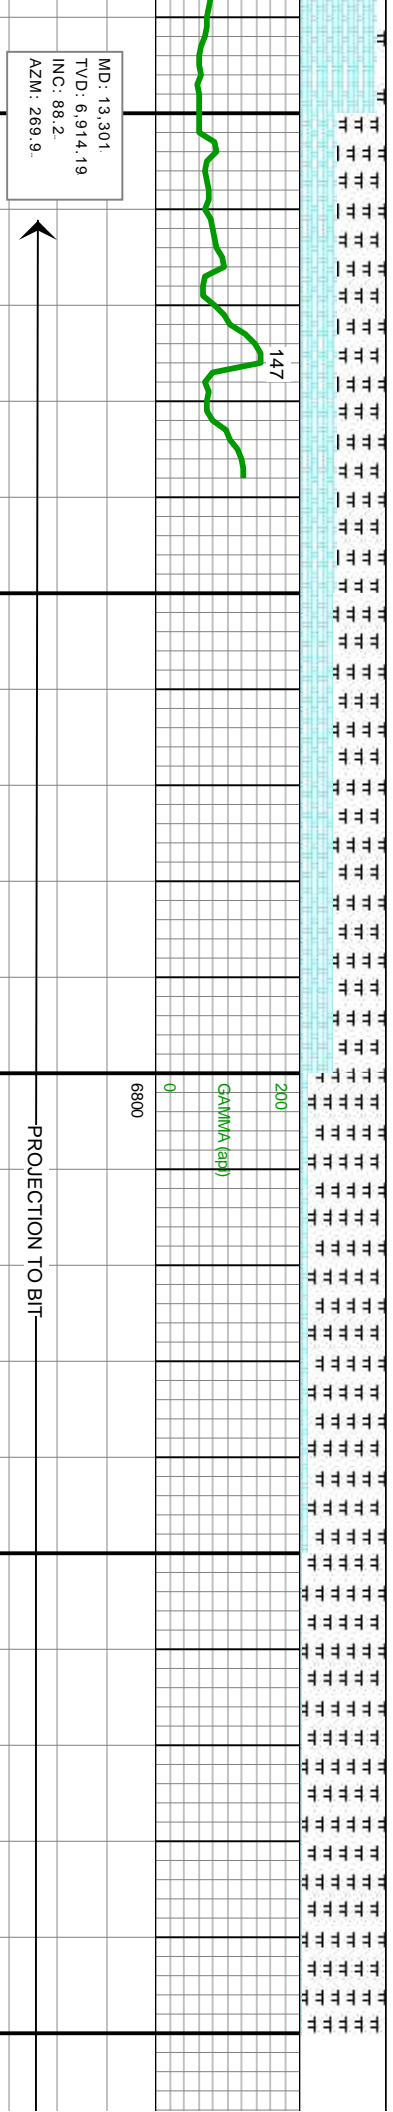 MD: 13,301
TVD: 6,914.19
INC: 88.2
AZM: 269.9
147
200
GAMMA (api)
0
6800
PROJECTION TO BIT